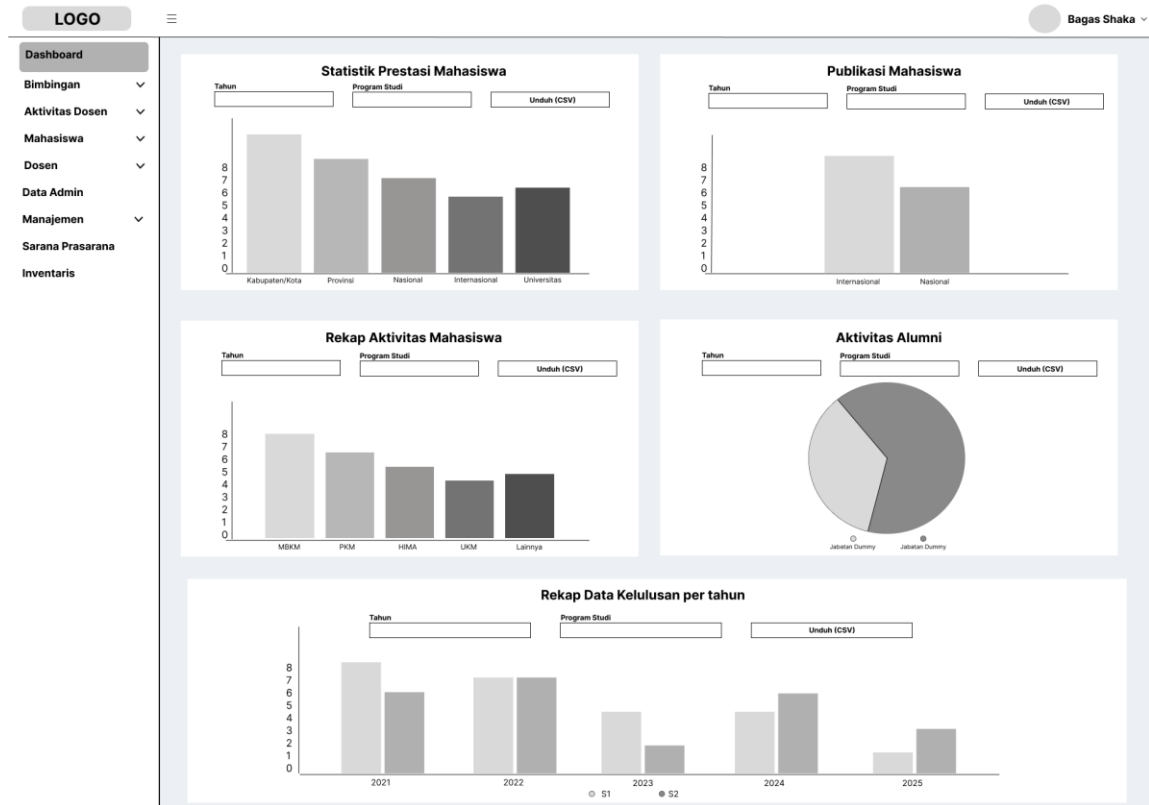 LOGO
Bagas Shaka
Dashboard
Bimbingan
Aktivitas Dosen
Mahasiswa
Dosen
Data Admin
Manajemen
Sarana Prasarana
Inventaris
Statistik Prestasi Mahasiswa
Tahun
Program Studi
Unduh (CSV)
8
7
6
5
4
3
2
1
0
Kabupaten/Kota Provinsi Nasional Internasional Universitas
Publikasi Mahasiswa
Tahun
Program Studi
Unduh (CSV)
8
7
6
5
4
3
2
1
0
Internasional Nasional
Rekap Aktivitas Mahasiswa
Tahun
Program Studi
Unduh (CSV)
8
7
6
5
4
3
2
1
0
MBKM PKM HIMA UKM Lainnya
Aktivitas Alumni
Tahun
Program Studi
Unduh (CSV)
Jabatan Dummy Jabatan Dummy
Rekap Data Kelulusan per tahun
Tahun
Program Studi
Unduh (CSV)
8
7
6
5
4
3
2
1
0
2021 2022 2023 2024 2025
S1 S2